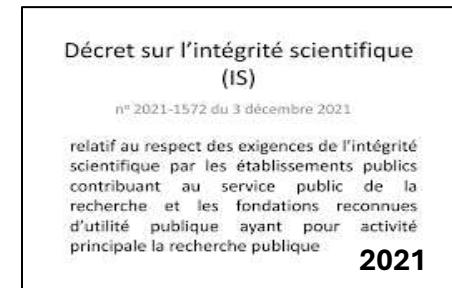 Décret sur l'intégrité scientifique
(IS)
nº 2021-1572 du 3 décembre 2021
relatif au respect des exigences de l'intégrité
scientifique par les établissements publics
contribuant au service public de la
recherche et les fondations reconnues
d'utilité publique ayant pour activité
principale la recherche publique
2021